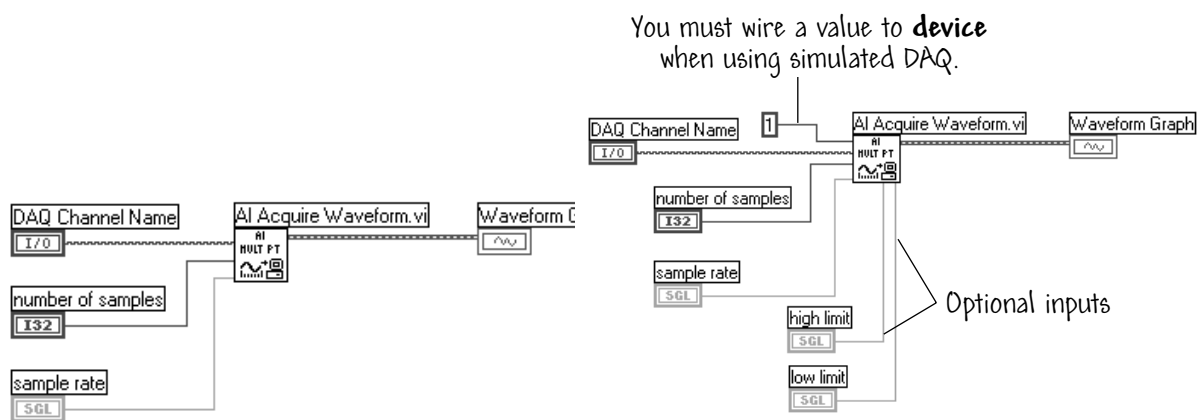 You must wire a value to device
when using simulated DAQ.
DAQ Channel Name
I/O
number of samples
I32
sample rate
SGL
AI Acquire Waveform.vi
AI
MULT PT
Waveform G
DAQ Channel Name
I/O
1
AI Acquire Waveform.vi
AI
MULT PT
Waveform Graph
number of samples
I32
sample rate
SGL
high limit
SGL
low limit
SGL
Optional inputs